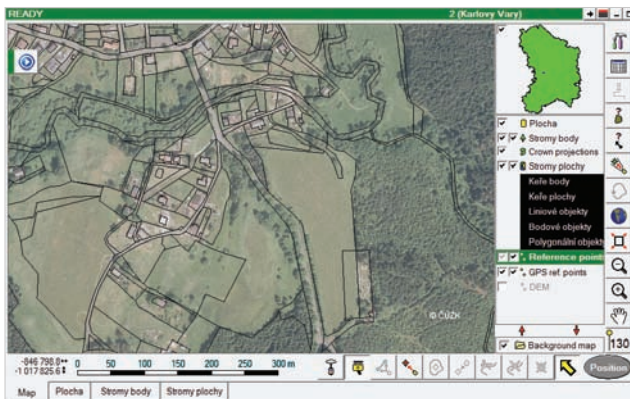 READY 2 (Karlovy Vary)
Plocha
Stromy body
Crown projections
Stromy plochy
Keře body
Keře plochy
Liniové objekty
Bodové objekty
Polygonální objekty
Reference points
GPS ref. points
DEM
© ČÚZK
Background map 130
-846 798.8
-1 017 825.6
0 50 100 150 200 250 300 m
Position
Map Plocha Stromy body Stromy plochy